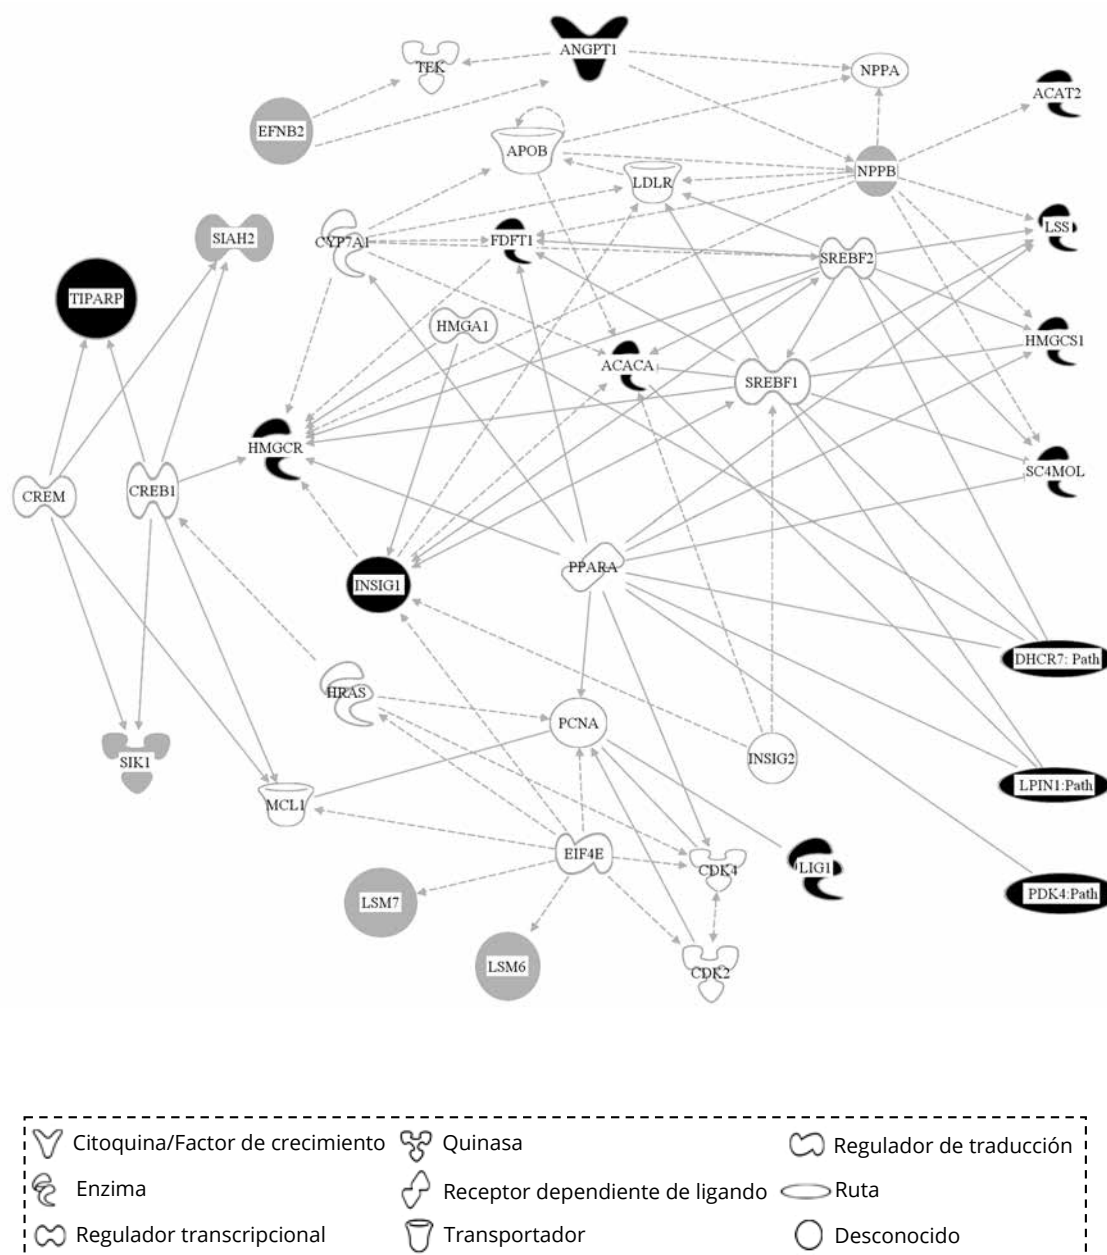 ANGPT1
TEK
NPPA
ACAT2
EFNB2
APOB
NPPB
LDLR
SIAH2
CYP7A1
FDFT1
LSS
SREBF2
TIPARP
HMGA1
HMGCS1
ACACA
SREBF1
HMGCR
SC4MOL
CREM
CREB1
INSIG1
PPARA
DHCR7: Path
HRAS
PCNA
INSIG2
SIK1
LPIN1:Path
MCL1
EIF4E
CDK4
LIG1
LSM7
PDK4:Path
LSM6
CDK2
Citoquina/Factor de crecimiento
Quinasa
Regulador de traducción
Enzima
Receptor dependiente de ligando
Ruta
Regulador transcripcional
Transportador
Desconocido